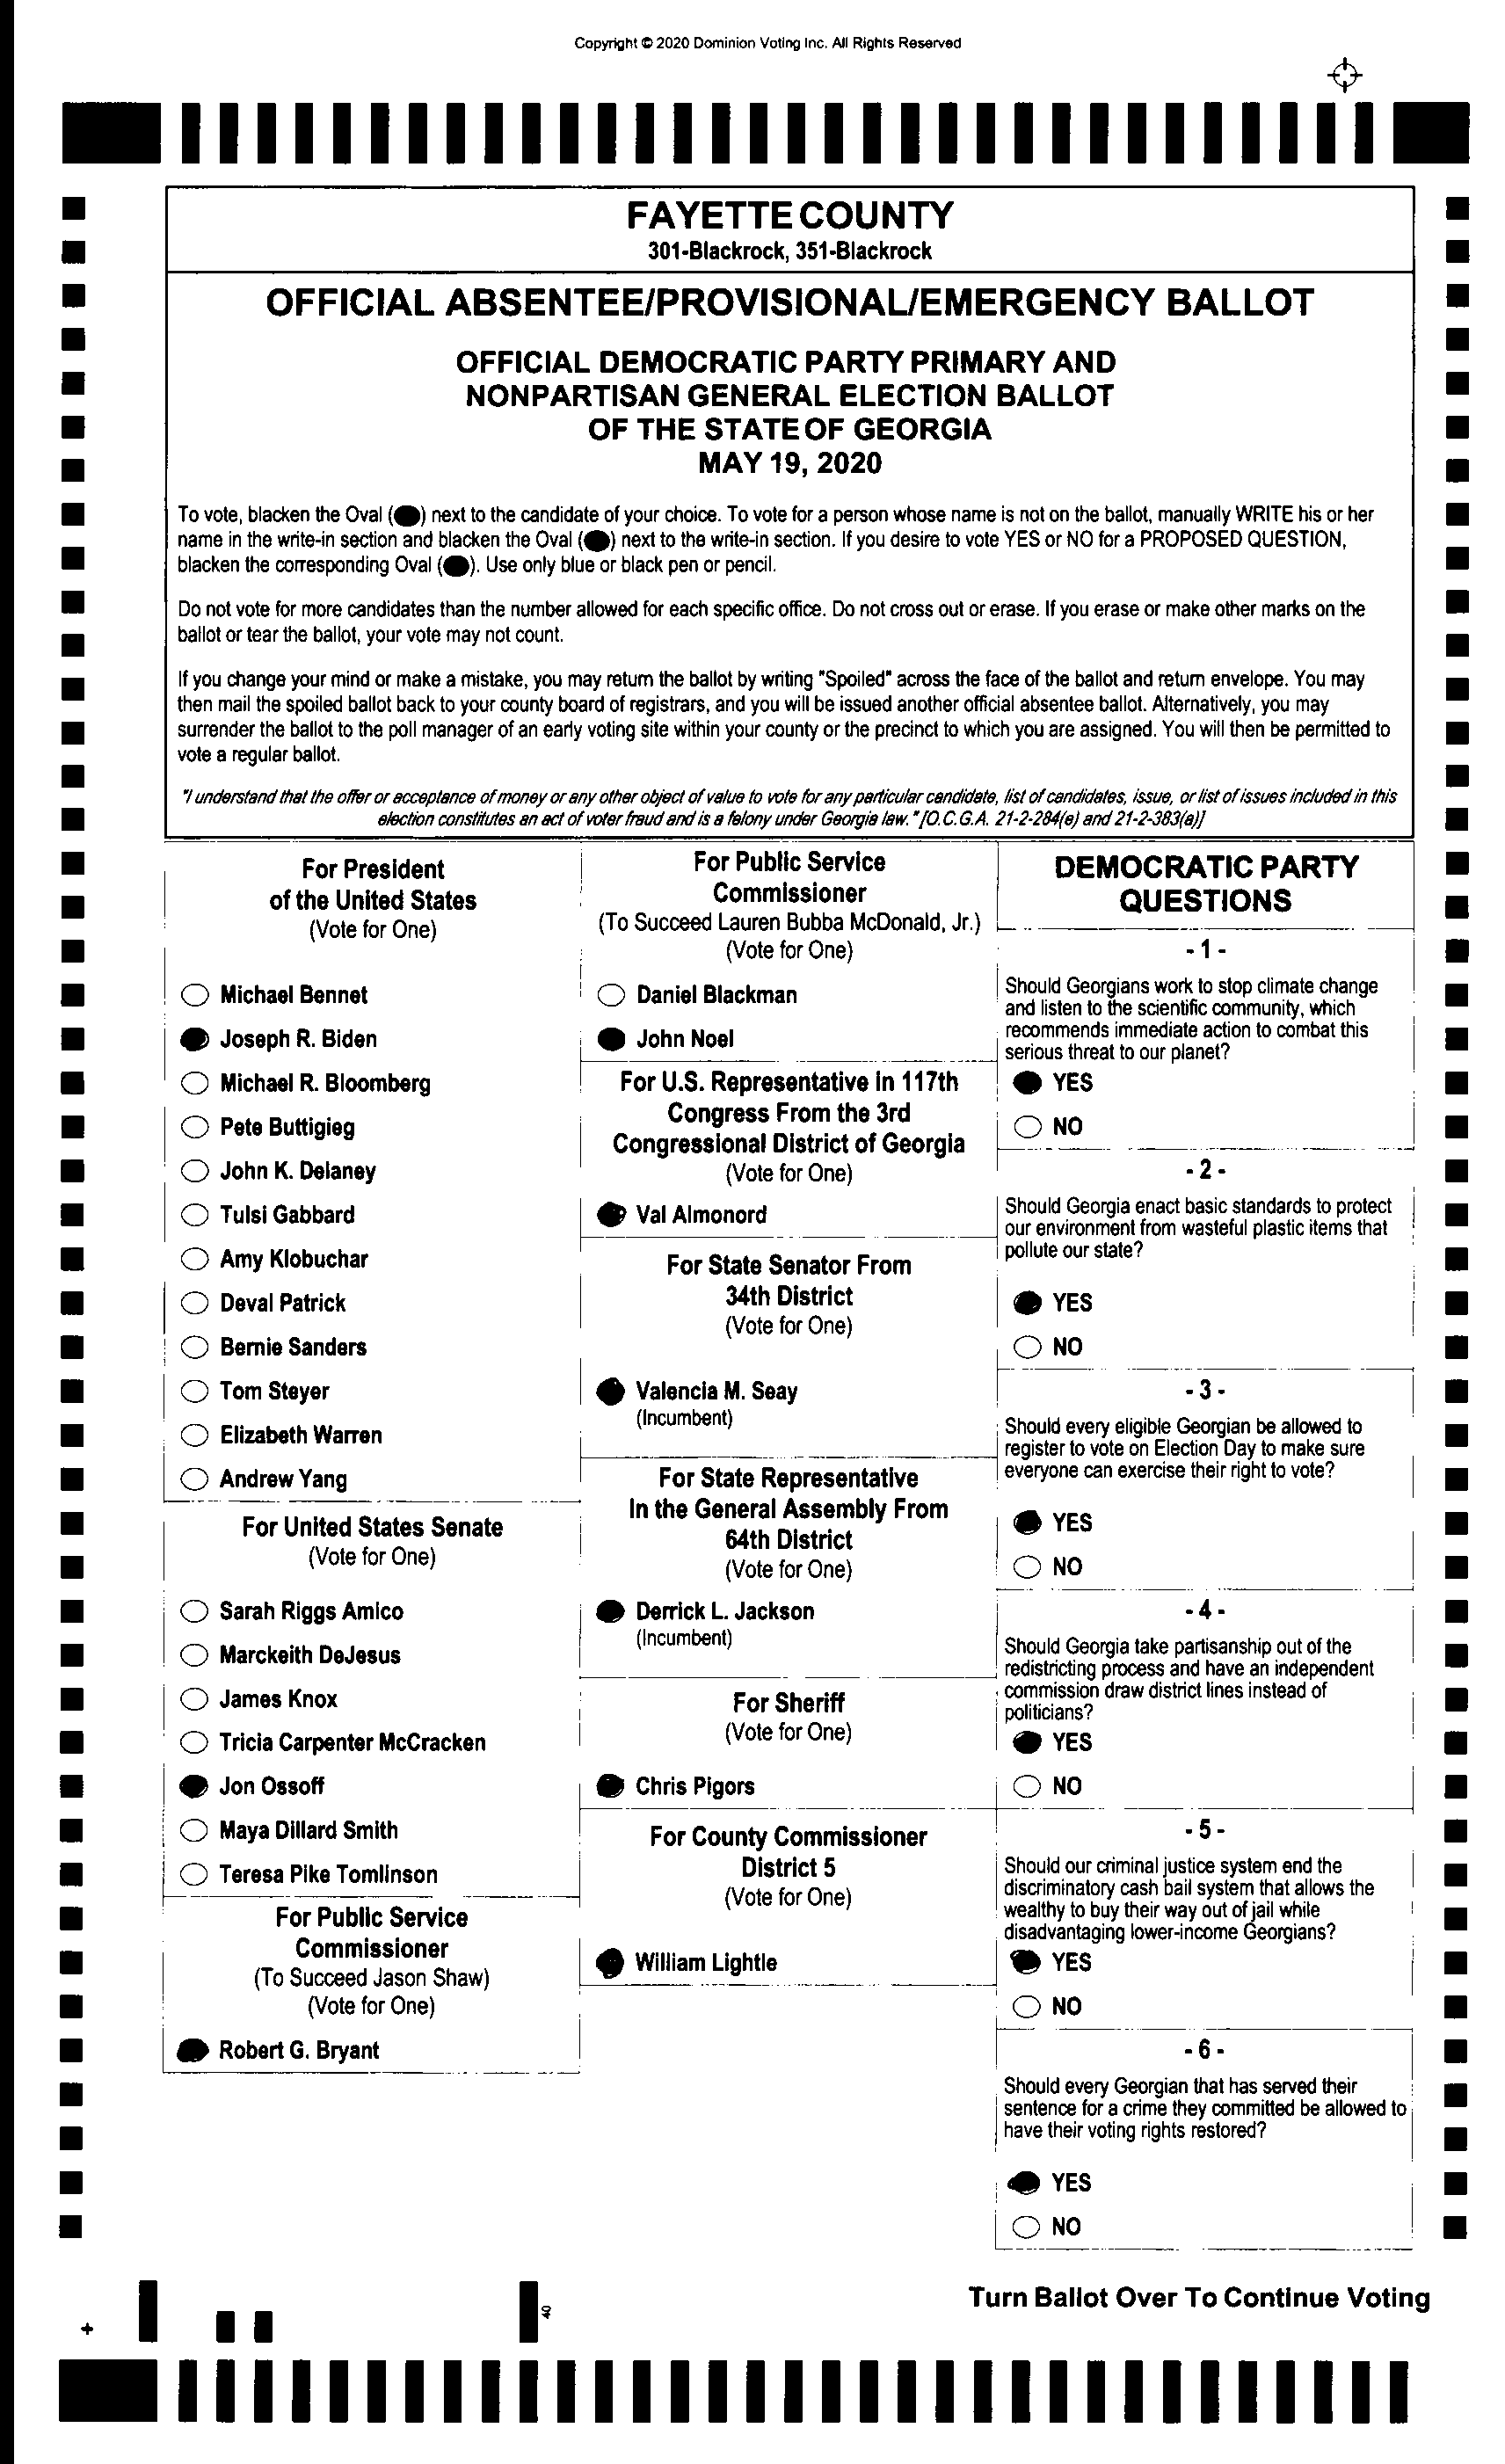 Copyright © 2020 Dominion Voting Inc. All Rights Reserved
FAYETTE COUNTY
301-Blackrock, 351-Blackrock
OFFICIAL ABSENTEE/PROVISIONAL/EMERGENCY BALLOT
OFFICIAL DEMOCRATIC PARTY PRIMARY AND
NONPARTISAN GENERAL ELECTION BALLOT
OF THE STATE OF GEORGIA
MAY 19, 2020
To vote, blacken the Oval ( ) next to the candidate of your choice. To vote for a person whose name is not on the ballot, manually WRITE his or her
name in the write-in section and blacken the Oval ( ) next to the write-in section. If you desire to vote YES or NO for a PROPOSED QUESTION,
blacken the corresponding Oval ( ). Use only blue or black pen or pencil.
Do not vote for more candidates than the number allowed for each specific office. Do not cross out or erase. If you erase or make other marks on the
ballot or tear the ballot, your vote may not count.
If you change your mind or make a mistake, you may return the ballot by writing "Spoiled" across the face of the ballot and return envelope. You may
then mail the spoiled ballot back to your county board of registrars, and you will be issued another official absentee ballot. Alternatively, you may
surrender the ballot to the poll manager of an early voting site within your county or the precinct to which you are assigned. You will then be permitted to
vote a regular ballot.
"I understand that the offer or acceptance of money or any other object of value to vote for any particular candidate, list of candidates, issue, or list of issues included in this
election constitutes an act of voter fraud and is a felony under Georgia law." [O.C.G.A. 21-2-284(e) and 21-2-383(a)]
For President
of the United States
(Vote for One)
Michael Bennet
Joseph R. Biden
Michael R. Bloomberg
Pete Buttigieg
John K. Delaney
Tulsi Gabbard
Amy Klobuchar
Deval Patrick
Bernie Sanders
Tom Steyer
Elizabeth Warren
Andrew Yang
For United States Senate
(Vote for One)
Sarah Riggs Amico
Marckeith DeJesus
James Knox
Tricia Carpenter McCracken
Jon Ossoff
Maya Dillard Smith
Teresa Pike Tomlinson
For Public Service
Commissioner
(To Succeed Jason Shaw)
(Vote for One)
Robert G. Bryant
For Public Service
Commissioner
(To Succeed Lauren Bubba McDonald, Jr.)
(Vote for One)
Daniel Blackman
John Noel
For U.S. Representative in 117th
Congress From the 3rd
Congressional District of Georgia
(Vote for One)
Val Almonord
For State Senator From
34th District
(Vote for One)
Valencia M. Seay
(Incumbent)
For State Representative
In the General Assembly From
64th District
(Vote for One)
Derrick L. Jackson
(Incumbent)
For Sheriff
(Vote for One)
Chris Pigors
For County Commissioner
District 5
(Vote for One)
William Lightle
DEMOCRATIC PARTY
QUESTIONS
- 1 -
Should Georgians work to stop climate change
and listen to the scientific community, which
recommends immediate action to combat this
serious threat to our planet?
YES
NO
- 2 -
Should Georgia enact basic standards to protect
our environment from wasteful plastic items that
pollute our state?
YES
NO
- 3 -
Should every eligible Georgian be allowed to
register to vote on Election Day to make sure
everyone can exercise their right to vote?
YES
NO
- 4 -
Should Georgia take partisanship out of the
redistricting process and have an independent
commission draw district lines instead of
politicians?
YES
NO
- 5 -
Should our criminal justice system end the
discriminatory cash bail system that allows the
wealthy to buy their way out of jail while
disadvantaging lower-income Georgians?
YES
NO
- 6 -
Should every Georgian that has served their
sentence for a crime they committed be allowed to
have their voting rights restored?
YES
NO
Turn Ballot Over To Continue Voting
40
+